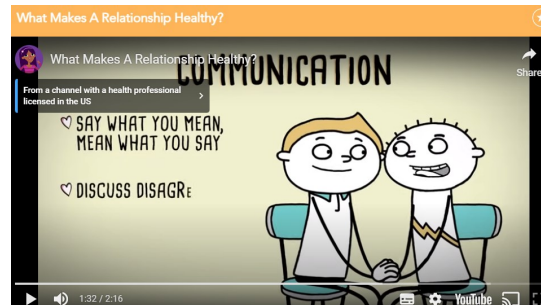 What Makes A Relationship Healthy?
What Makes A Relationship Healthy?
Share
COMMUNICATION
From a channel with a health professional
licensed in the US
SAY WHAT YOU MEAN,
MEAN WHAT YOU SAY
DISCUSS DISAGRE
1:32 / 2:16
YouTube